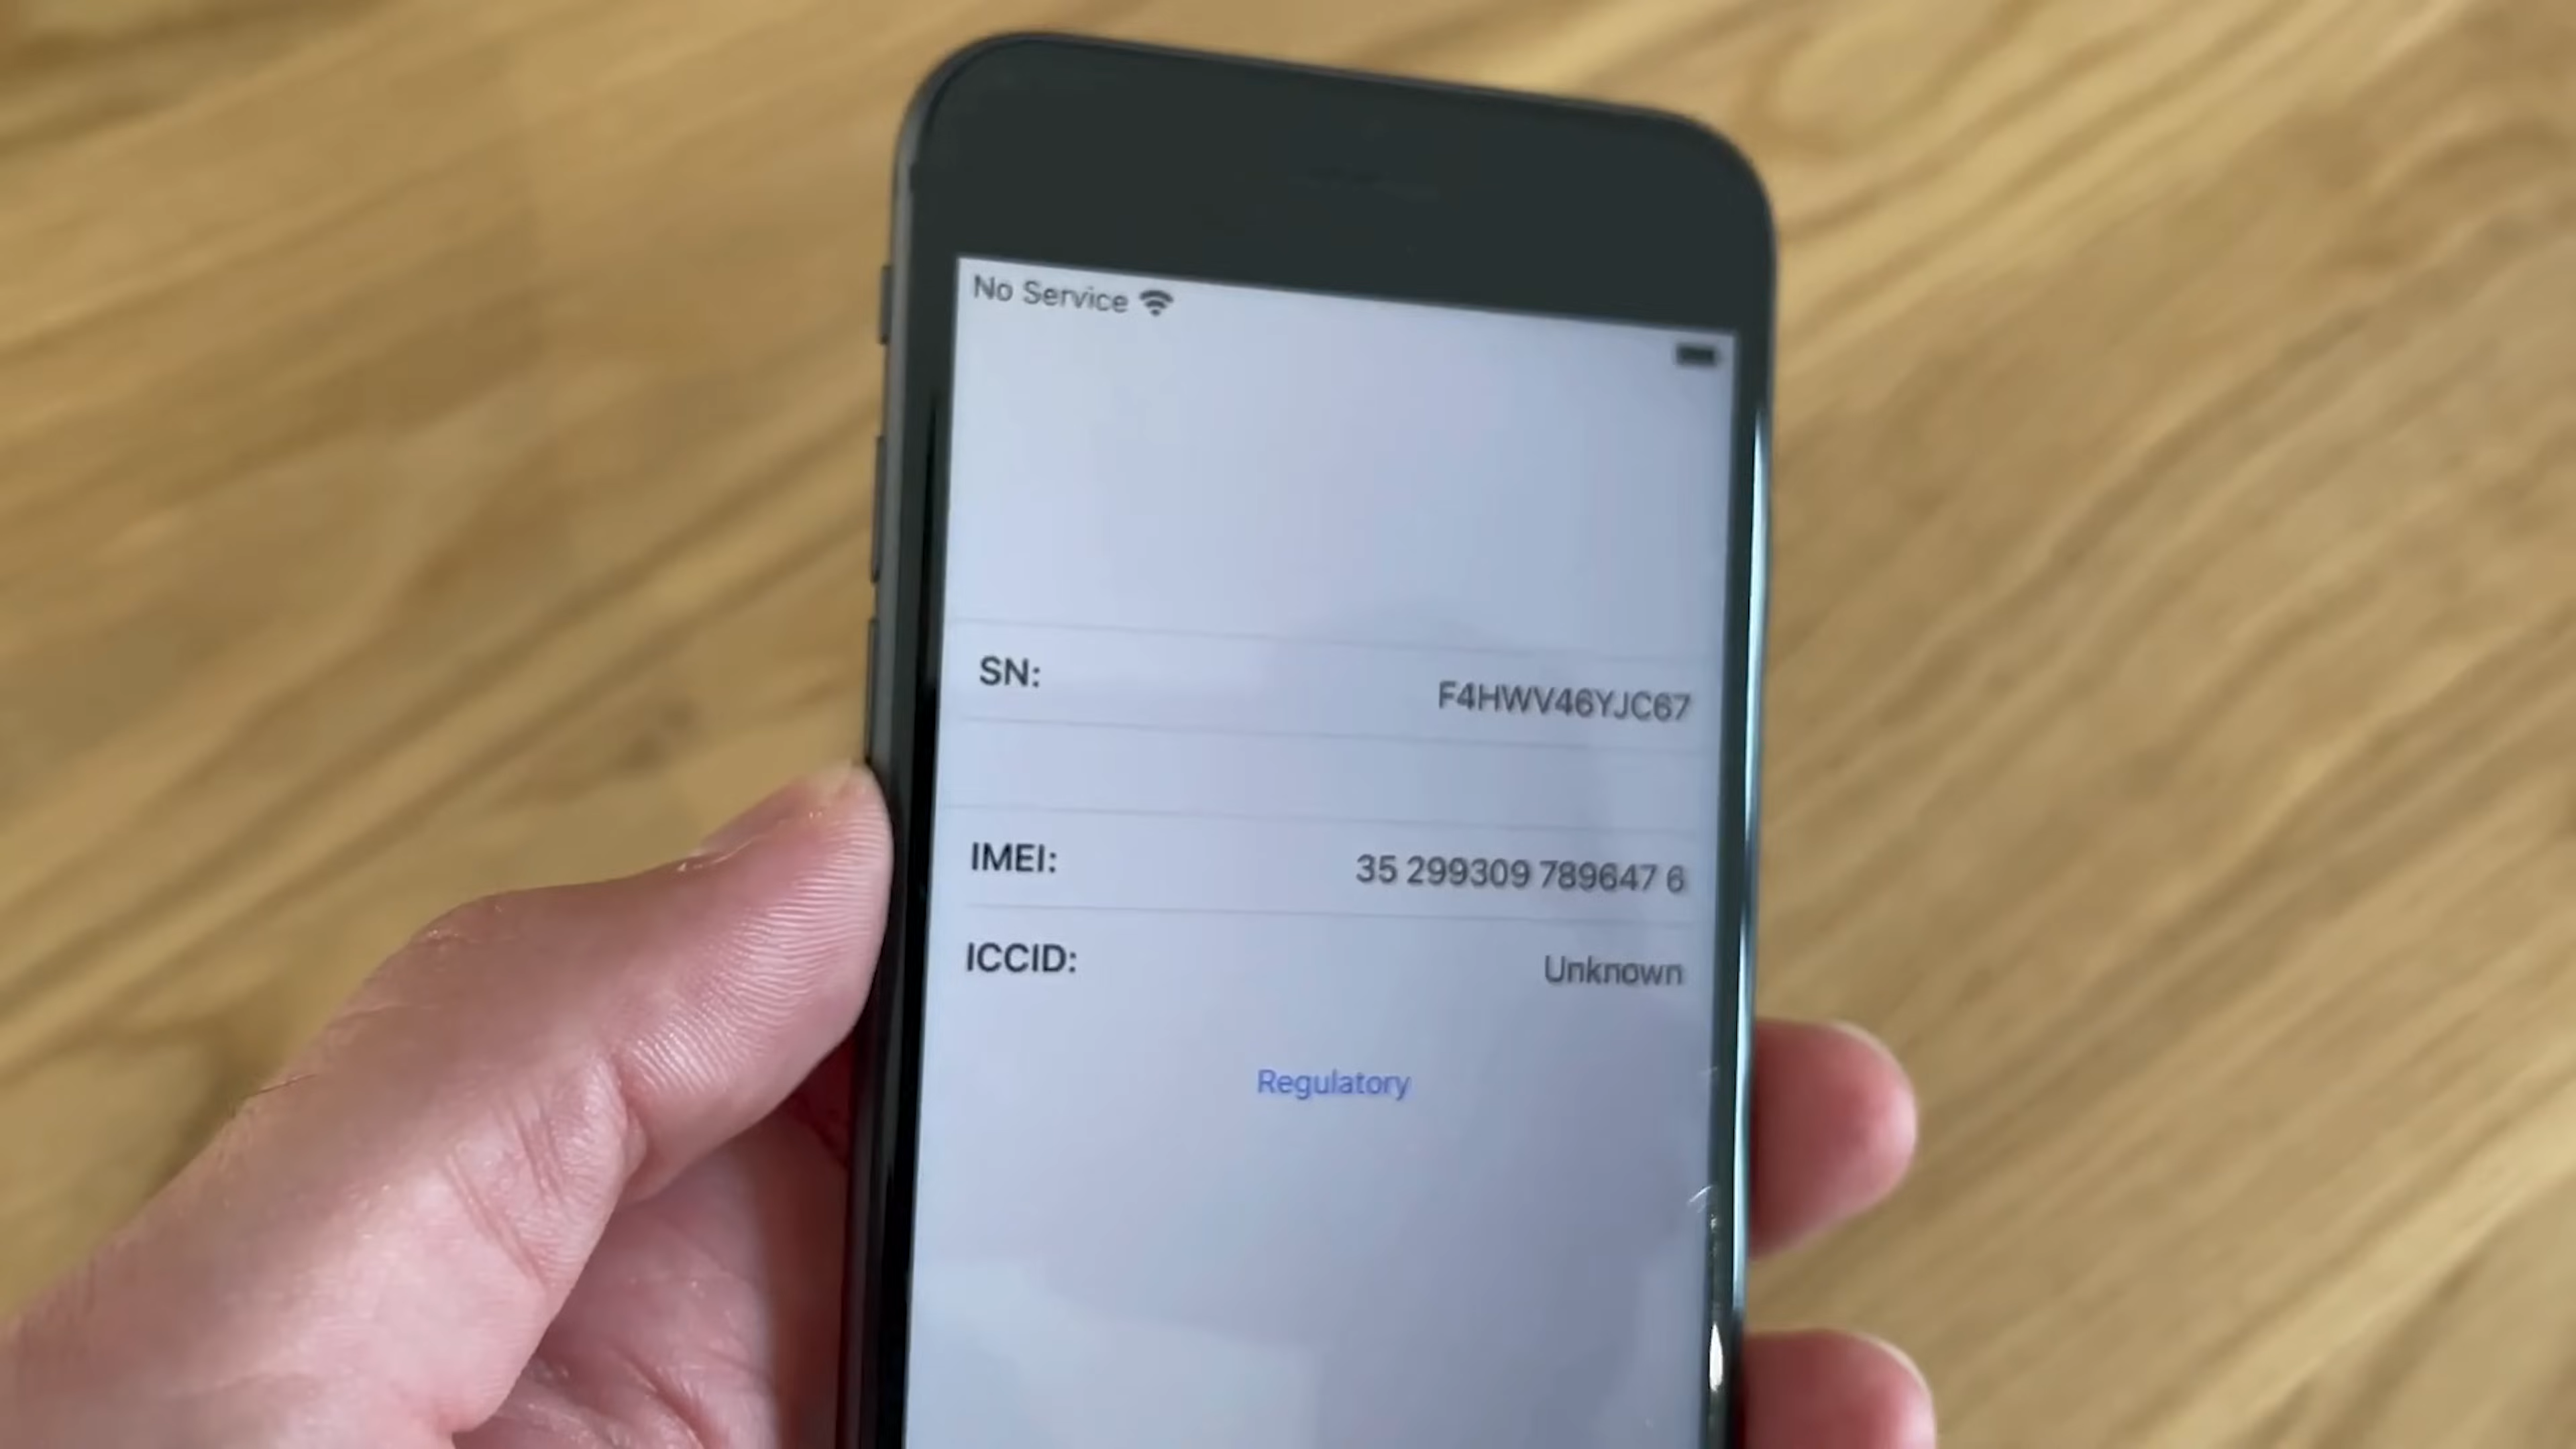 No Service
SN: F4HWV46YJC67
IMEI: 35 299309 789647 6
ICCID: Unknown
Regulatory